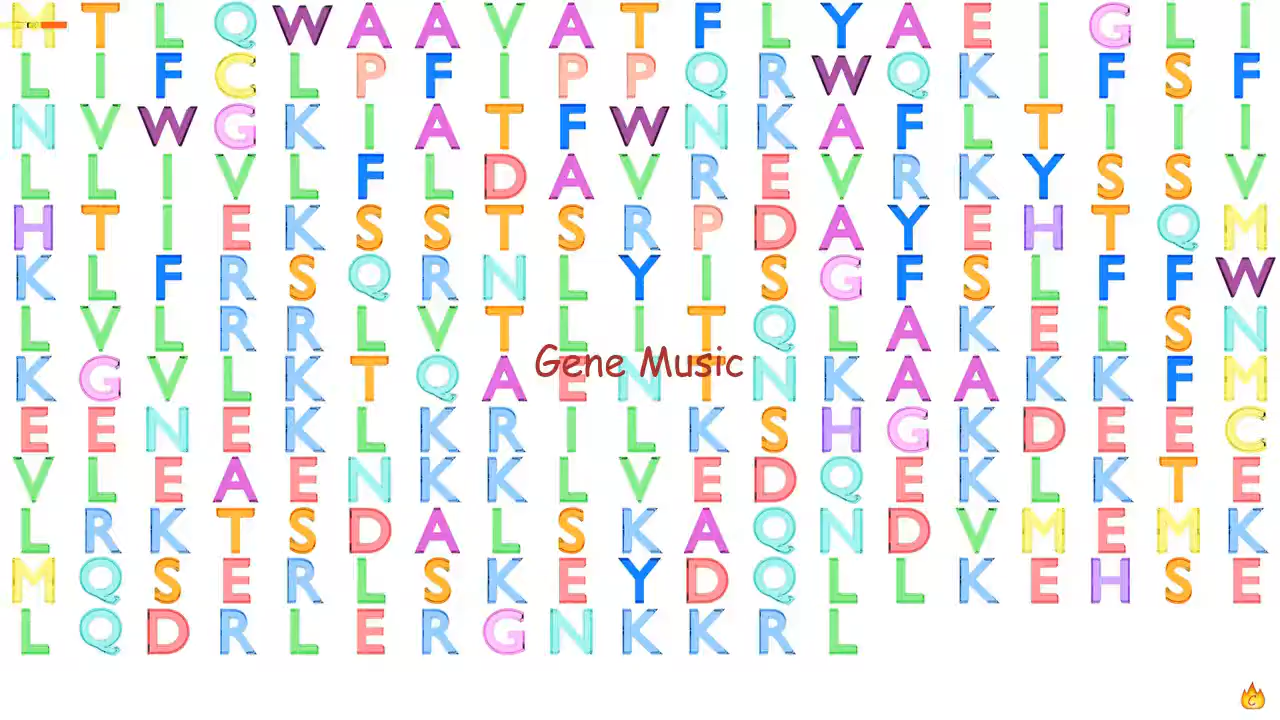 M T L Q W A A V A T F L Y A E I G L I
L I F C L P F I P P Q R W Q K I F S F
N V W G K I A T F W N K A F L T I I I
L L I V L F L D A V R E V R K Y S S V
H T I E K S S T S R P D A Y E H T Q M
K L F R S Q R N L Y I S G F S L F F W
L V L R R L V T L I T Q L A K E L S N
K G V L K T Q A E N T N K A A K K F M
Gene Music
E E N E K L K R I L K S H G K D E E C
V L E A E N K K L V E D Q E K L K T E
L R K T S D A L S K A Q N D V M E M K
M Q S E R L S K E Y D Q L L K E H S E
L Q D R L E R G N K K R L
C